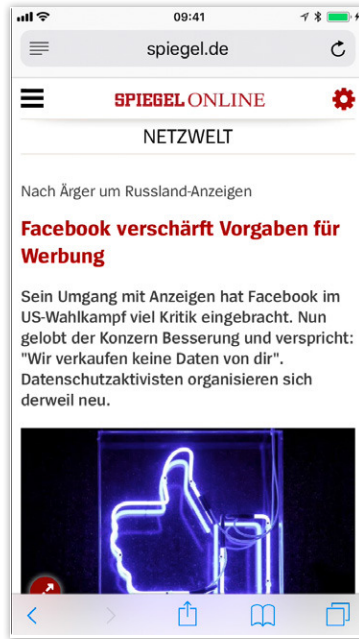 09:41
spiegel.de
SPIEGEL ONLINE
NETZWELT
Nach Ärger um Russland-Anzeigen
Facebook verschärft Vorgaben für
Werbung
Sein Umgang mit Anzeigen hat Facebook im
US-Wahlkampf viel Kritik eingebracht. Nun
gelobt der Konzern Besserung und verspricht:
"Wir verkaufen keine Daten von dir".
Datenschutzaktivisten organisieren sich
derweil neu.